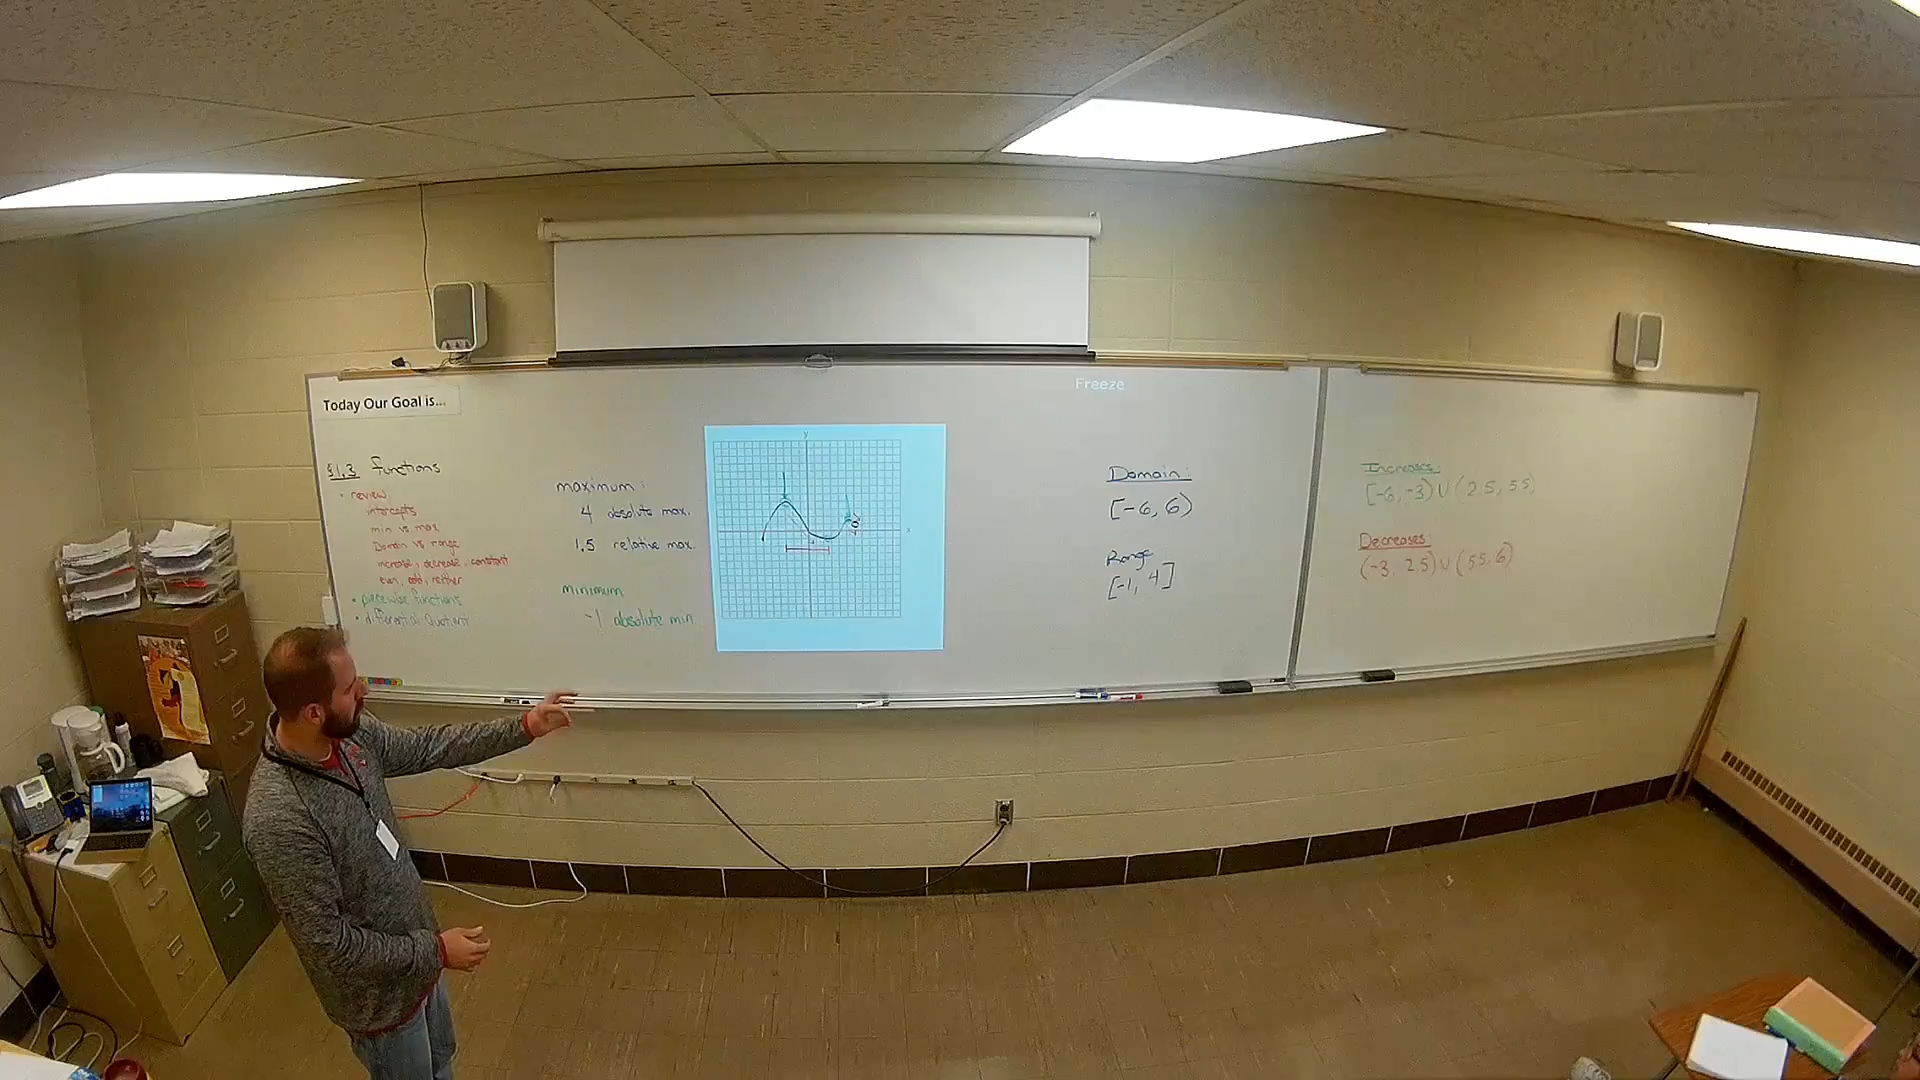 Today Our Goal is...
Freeze
§1.3 functions
• review
intercepts
min vs max
Domain vs range
increase, decrease, constant
even, odd, neither
• piecewise functions
• differential Quotient
maximum:
4 absolute max.
1.5 relative max.
minimum
-1 absolute min
y
x
Domain:
[-6, 6)
Range
[-1, 4]
Increases:
[-6, -3) ∪ (2.5, 5.5)
Decreases
(-3, 2.5) ∪ (5.5, 6)